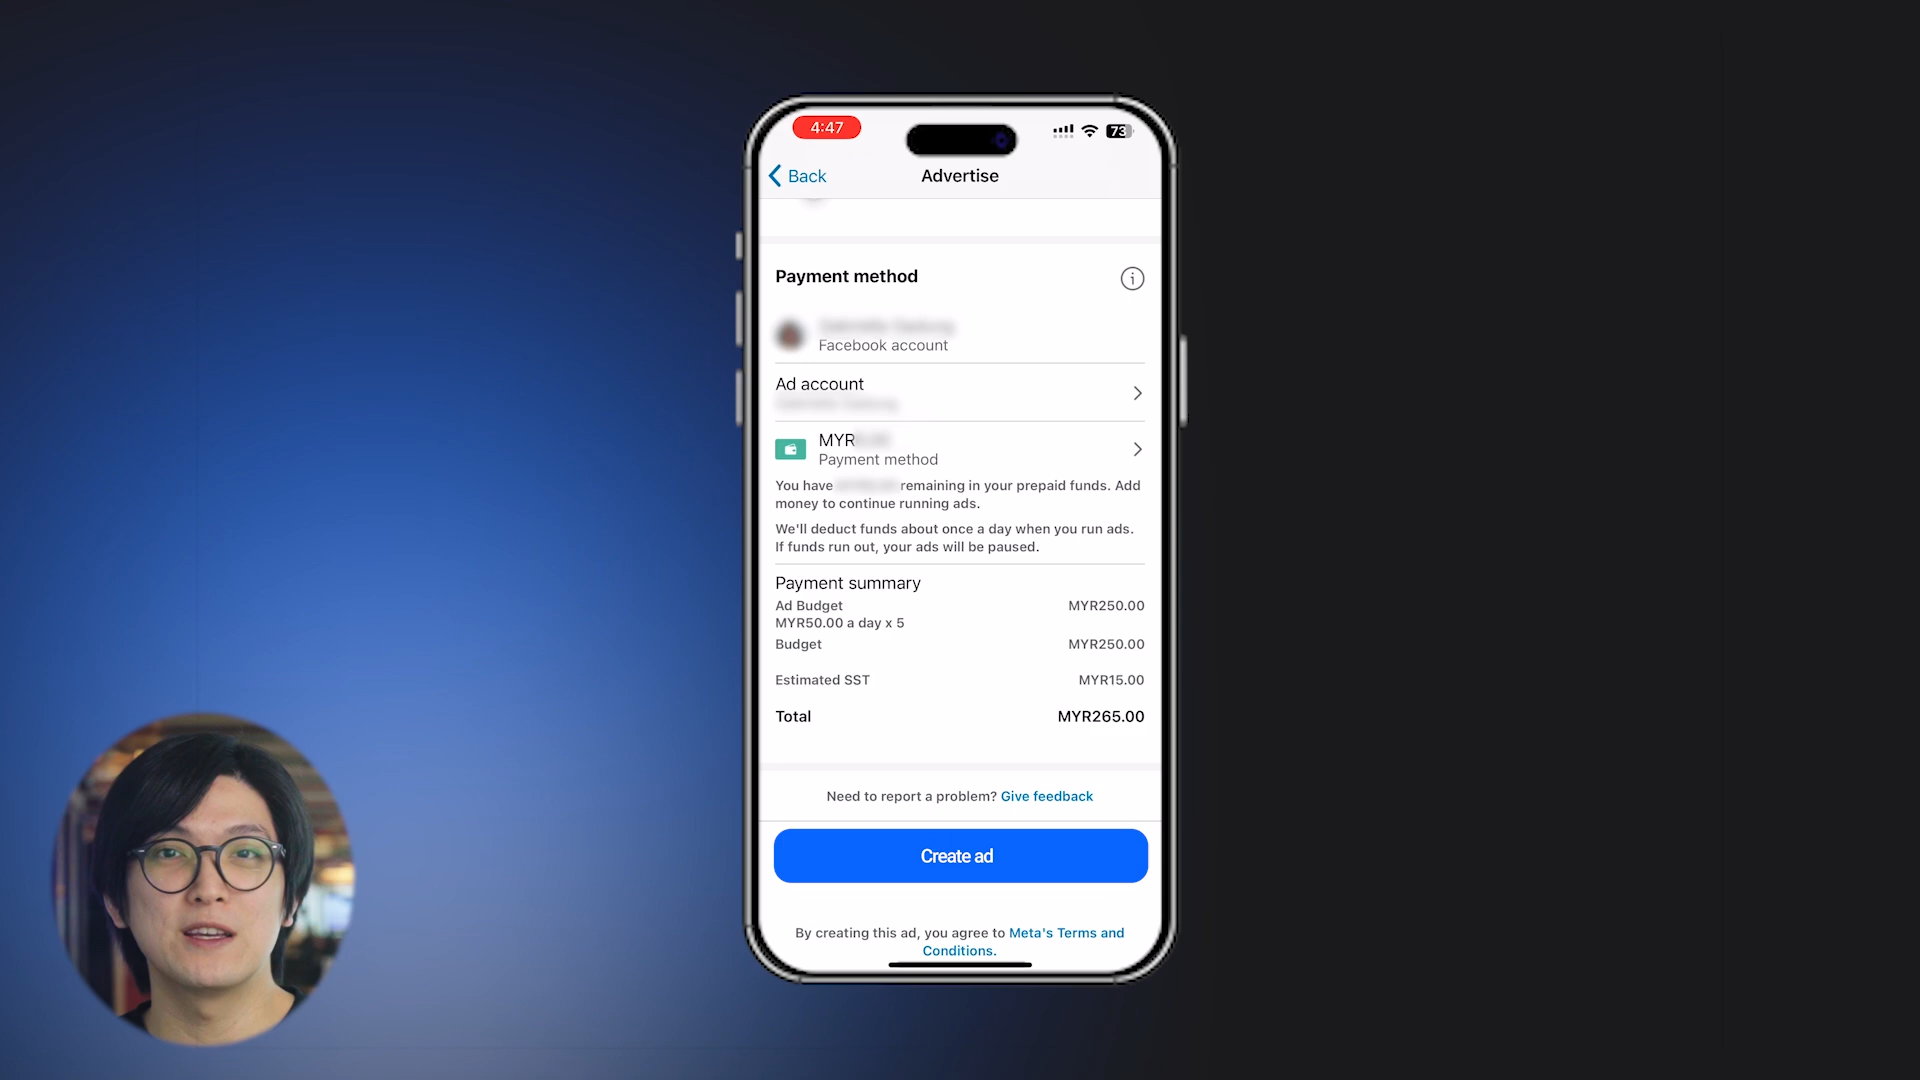 4:47
73
Back
Advertise
Payment method
Facebook account
Ad account
MYR
Payment method
You have remaining in your prepaid funds. Add
money to continue running ads.
We'll deduct funds about once a day when you run ads.
If funds run out, your ads will be paused.
Payment summary
Ad Budget MYR250.00
MYR50.00 a day x 5
Budget MYR250.00
Estimated SST MYR15.00
Total MYR265.00
Need to report a problem? Give feedback
Create ad
By creating this ad, you agree to Meta's Terms and
Conditions.